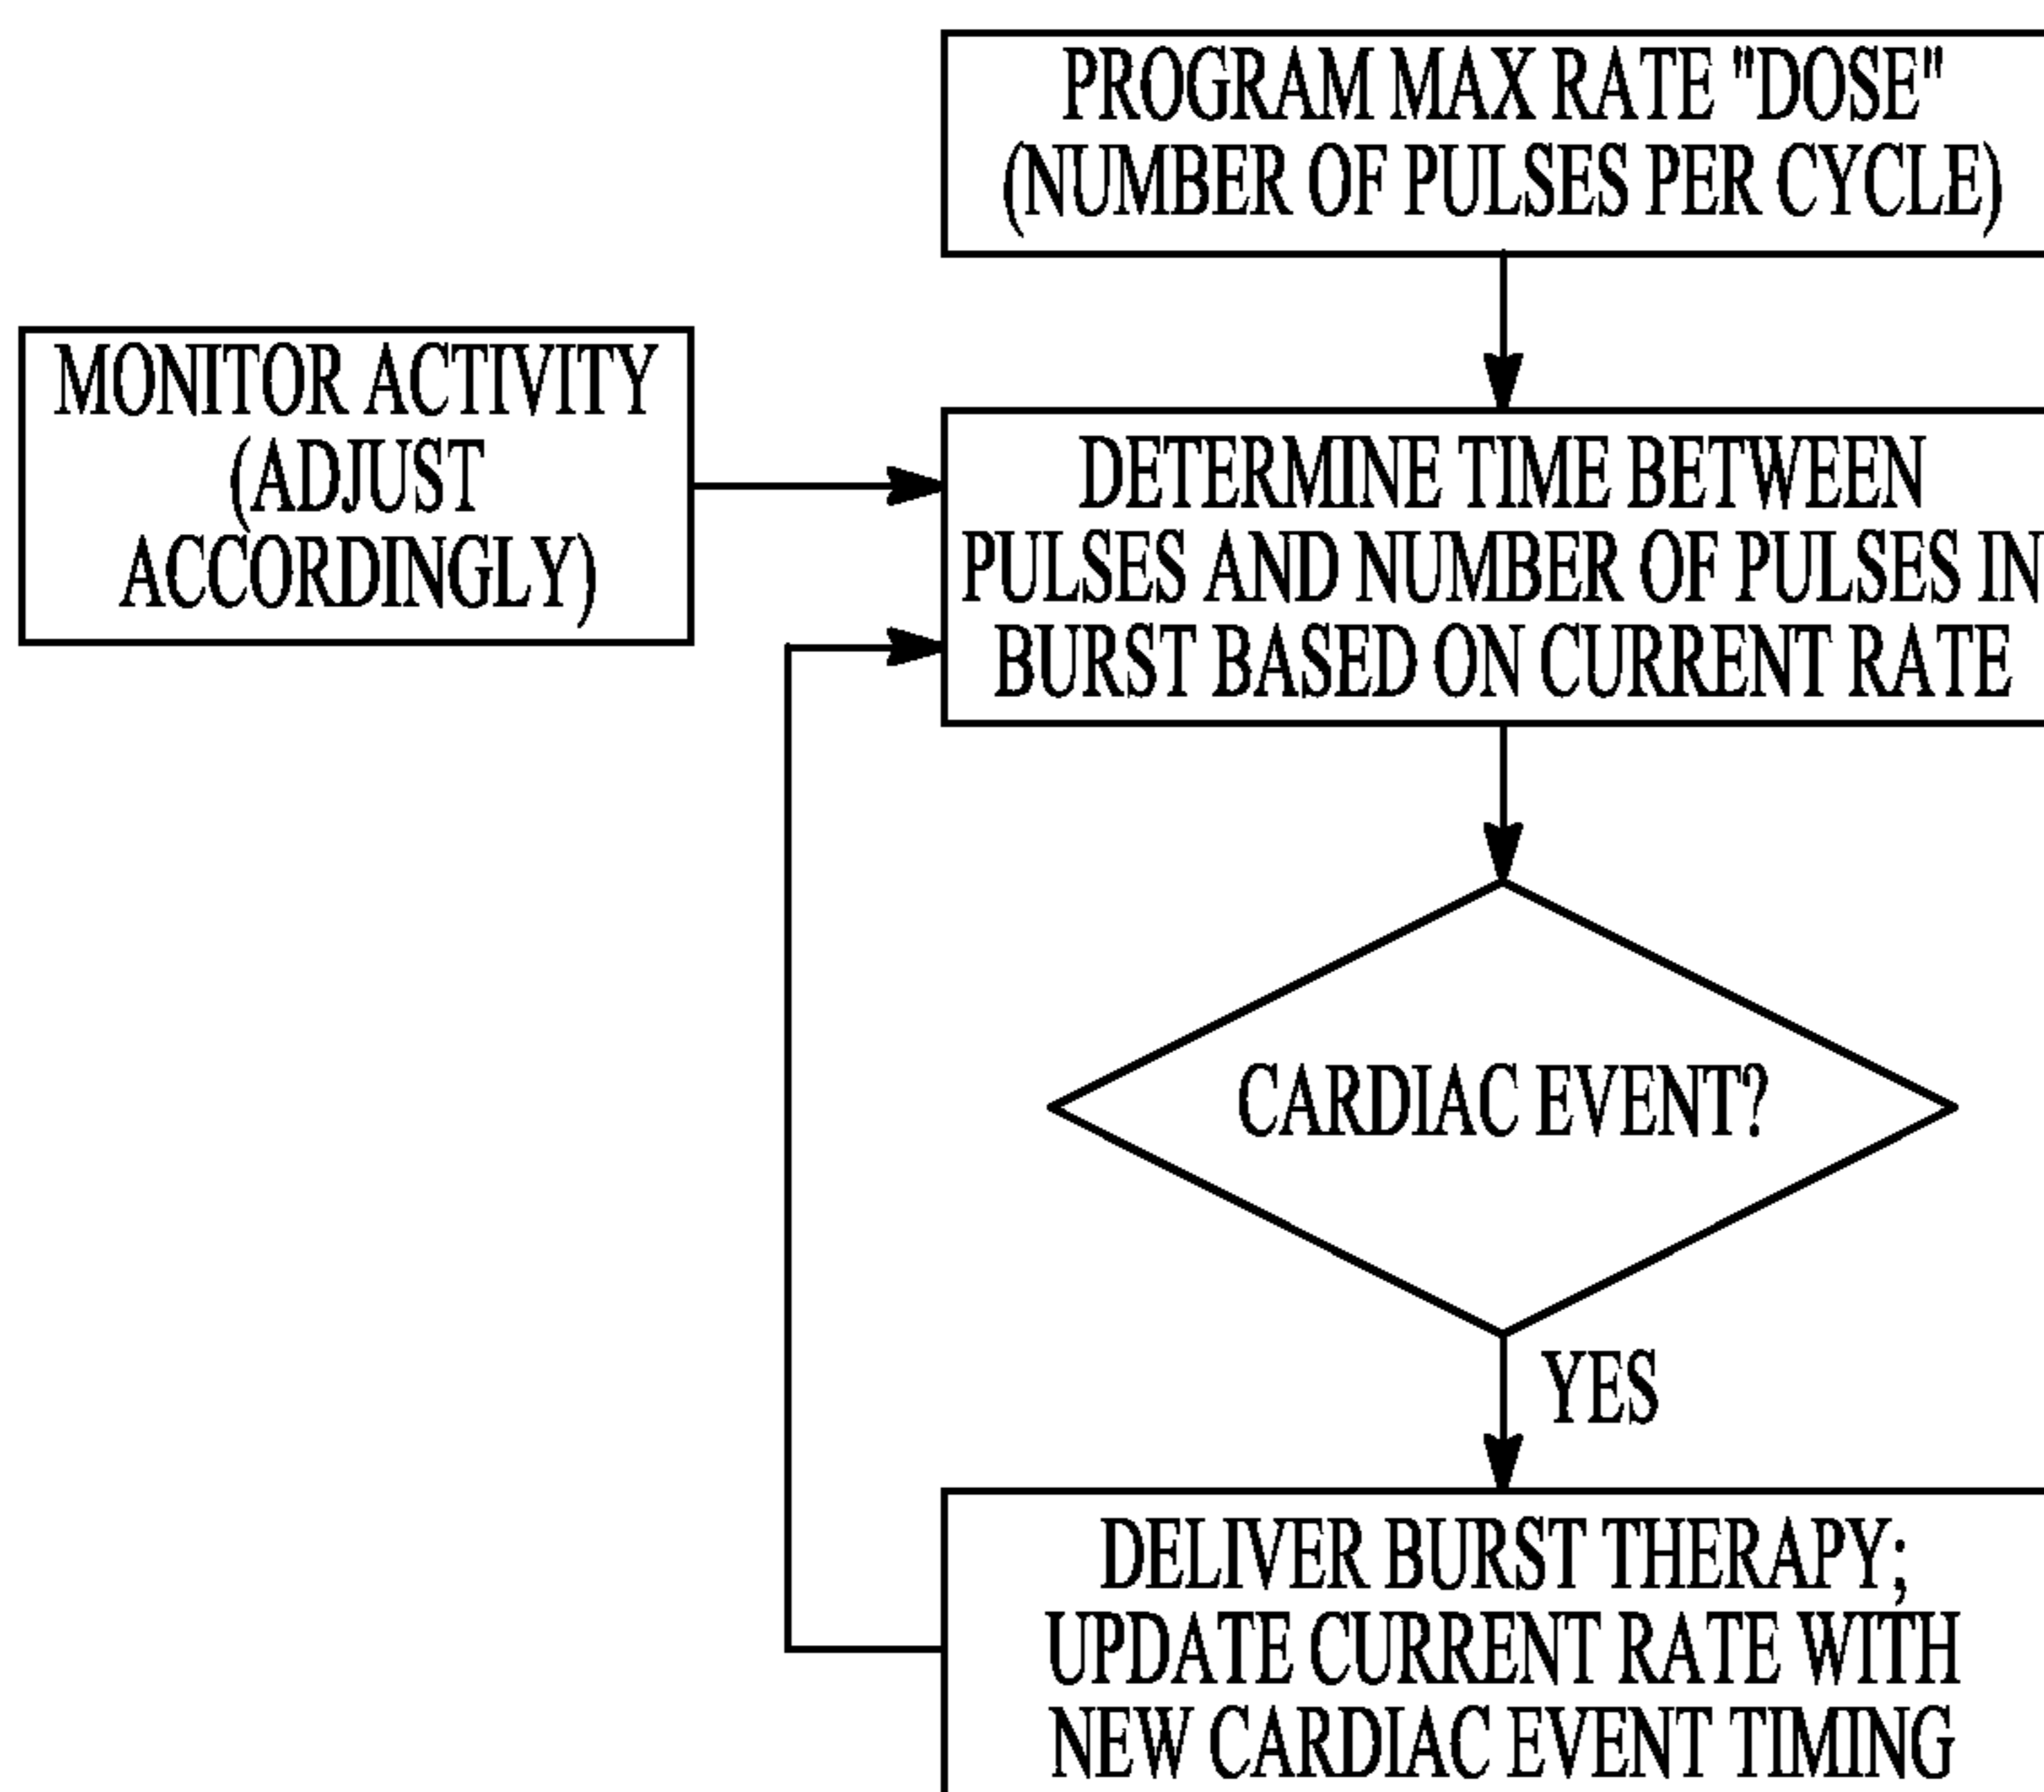 PROGRAM MAX RATE "DOSE"
(NUMBER OF PULSES PER CYCLE)
MONITOR ACTIVITY
(ADJUST
ACCORDINGLY)
DETERMINE TIME BETWEEN
PULSES AND NUMBER OF PULSES IN
BURST BASED ON CURRENT RATE
CARDIAC EVENT?
YES
DELIVER BURST THERAPY;
UPDATE CURRENT RATE WITH
NEW CARDIAC EVENT TIMING